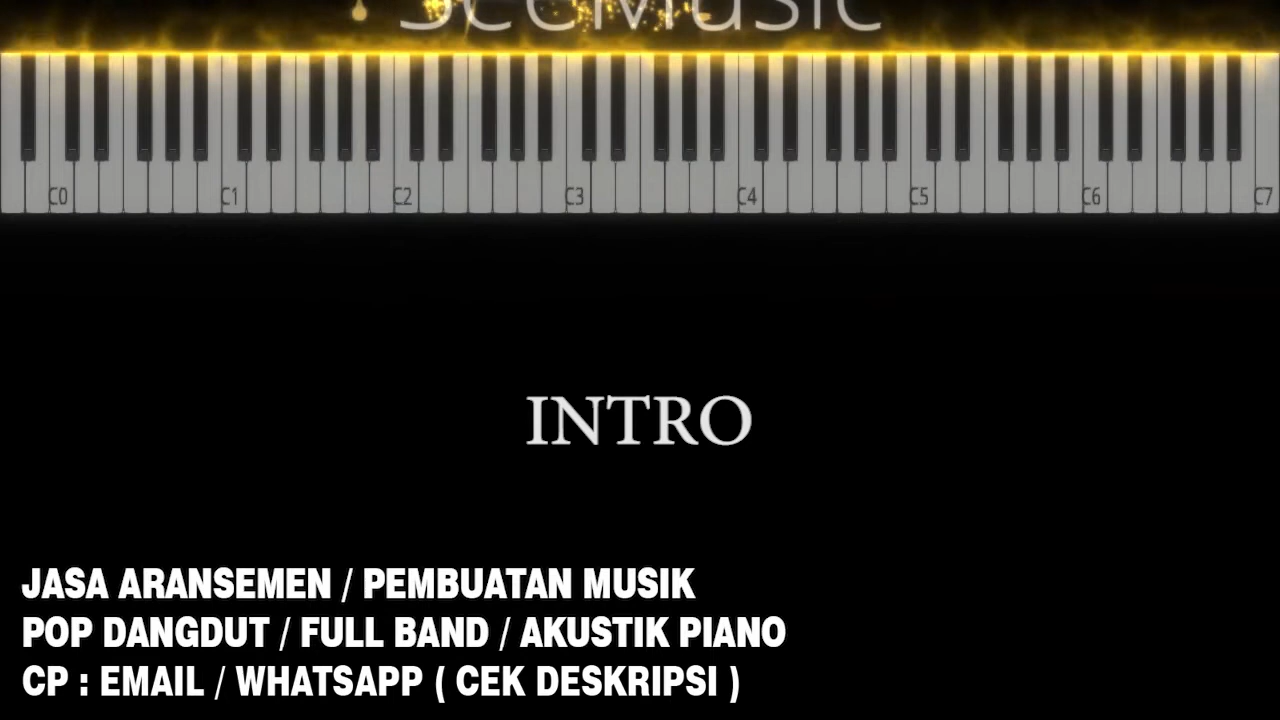 SeeMusic
C0 C1 C2 C3 C4 C5 C6 C7
INTRO
JASA ARANSEMEN / PEMBUATAN MUSIK
POP DANGDUT / FULL BAND / AKUSTIK PIANO
CP : EMAIL / WHATSAPP ( CEK DESKRIPSI )